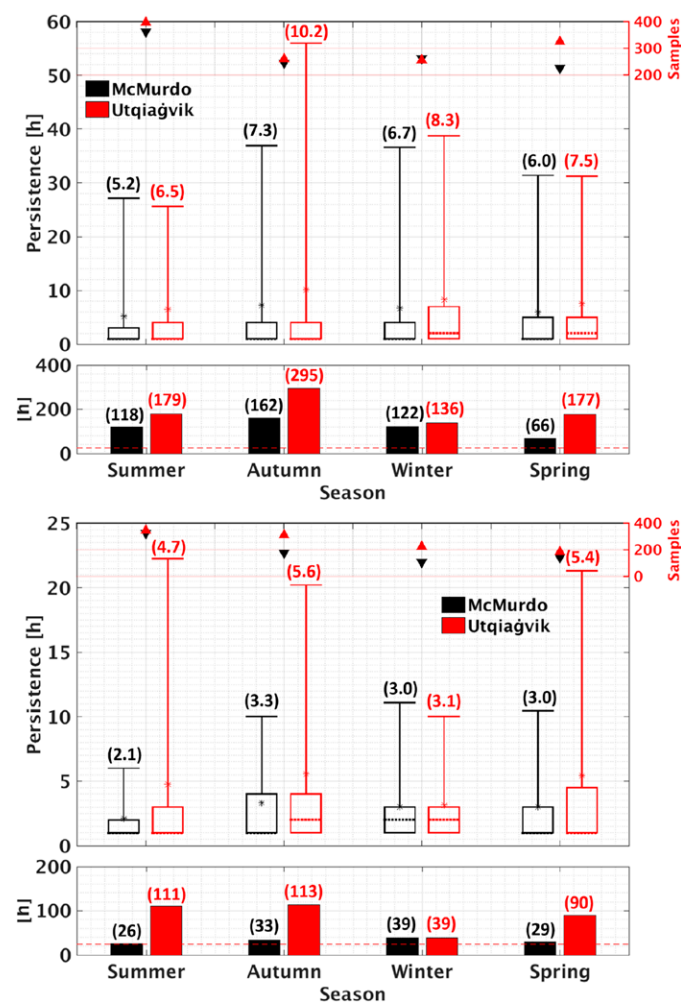 60
50
40
30
20
10
0
Persistence [h]
McMurdo
Utqiaġvik
(5.2)
(6.5)
(7.3)
(10.2)
(6.7)
(8.3)
(6.0)
(7.5)
400
300
200
Samples
400
200
0
[h]
(118)
(179)
(162)
(295)
(122)
(136)
(66)
(177)
Summer
Autumn
Winter
Spring
Season
25
20
15
10
5
0
Persistence [h]
McMurdo
Utqiaġvik
(2.1)
(4.7)
(3.3)
(5.6)
(3.0)
(3.1)
(3.0)
(5.4)
400
200
0
Samples
200
100
0
[h]
(26)
(111)
(33)
(113)
(39)
(39)
(29)
(90)
Summer
Autumn
Winter
Spring
Season